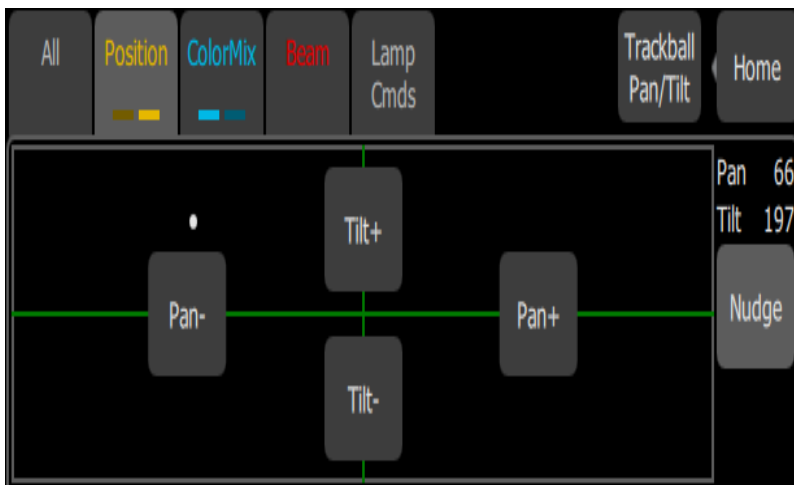 All
Position
ColorMix
Beam
Lamp
Cmds
Trackball
Pan/Tilt
Home
Pan 66
Tilt 197
Tilt+
Pan-
Pan+
Nudge
Tilt-